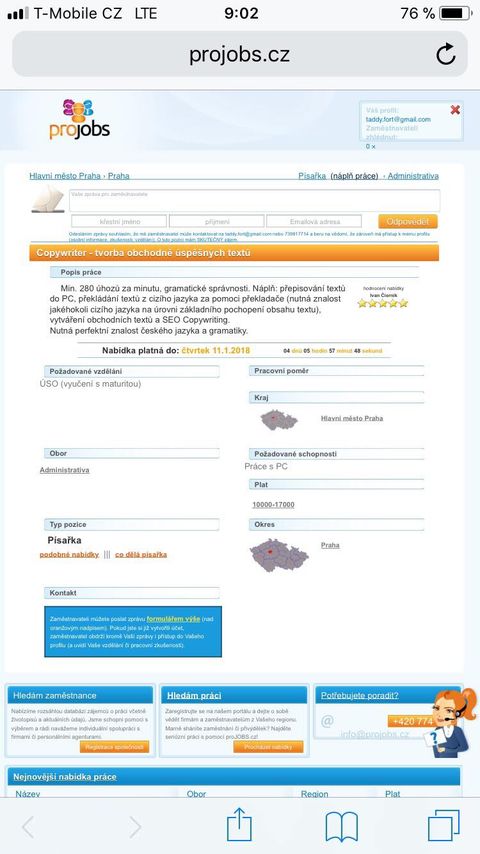 T-Mobile CZ LTE 9:02 76 %
projobs.cz
projobs
Váš profil:
taddy.fort@gmail.com
Zaměstnavatelí
zhlédnut:
0 x
Hlavní město Praha › Praha
Písařka (náplň práce) › Administrativa
Vaše zpráva pro zaměstnavatele
křestní jméno příjmení Emailová adresa Odpovědět
Odesláním zprávy souhlasím, že mě zaměstnavatel může kontaktovat na taddy.fort@gmail.com nebo 739817714 a beru na vědomí, že zároveň má přístup k mému profilu
(osobní informace, zkušenosti, vzdělání). O tuto pozici mám SKUTEČNÝ zájem.
Copywriter - tvorba obchodně úspěšných textů
Popis práce
Min. 280 úhozů za minutu, gramatické správnosti. Náplň: přepisování textů
do PC, překládání textů z cizího jazyka za pomoci překladače (nutná znalost
jakéhokoli cizího jazyka na úrovni základního pochopení obsahu textu),
vytváření obchodních textů a SEO Copywriting.
Nutná perfektní znalost českého jazyka a gramatiky.
hodnocení nabídky
Ivan Čierník
Nabídka platná do: čtvrtek 11.1.2018
04 dnů 05 hodin 57 minut 48 sekund
Požadované vzdělání
ÚSO (vyučení s maturitou)
Pracovní poměr
Kraj
Hlavní město Praha
Obor
Administrativa
Požadované schopnosti
Práce s PC
Plat
10000-17000
Typ pozice
Písařka
podobné nabídky ||| co dělá písařka
Okres
Praha
Kontakt
Zaměstnavateli můžete poslat zprávu formulářem výše (nad
oranžovým nadpisem). Pokud jste si již vytvořili účet,
zaměstnavatel obdrží kromě Vaší zprávy i přístup do Vašeho
profilu (a uvidí Vaše vzdělání či pracovní zkušenosti).
Hledám zaměstnance
Nabízíme rozsáhlou databázi zájemců o práci včetně
životopisů a aktuálních údajů. Jsme schopni pomoci s
výběrem a rádi navážeme individuální spolupráci s
firmami či personálními agenturami.
Registrace společnosti
Hledám práci
Zaregistrujte se na našem portálu a dejte o sobě
vědět firmám a zaměstnavatelům z Vašeho regionu.
Marně sháníte zaměstnání či přivýdělek? Najděte
seriózní práci s pomocí proJOBS.cz!
Procházet nabídky
Potřebujete poradit?
@
+420 774
info@projobs.cz
?
Nejnovější nabídka práce
Název Obor Region Plat